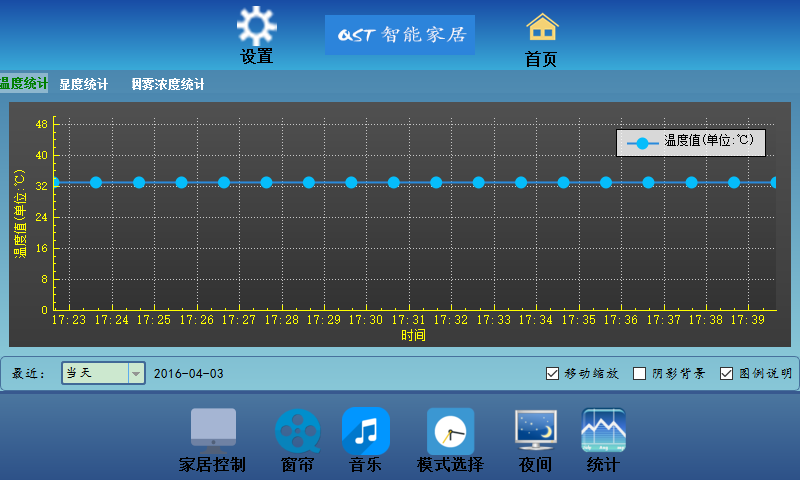 QST 智能家居
设置
首页
温度统计 湿度统计 烟雾浓度统计
温度值(单位:℃)
温度值(单位:℃)
48
40
32
24
16
8
0
17:23 17:24 17:25 17:26 17:27 17:28 17:29 17:30 17:31 17:32 17:33 17:34 17:35 17:36 17:37 17:38 17:39
时间
最近: 当天 2016-04-03 移动缩放 阴影背景 图例说明
家居控制 窗帘 音乐 模式选择 夜间 统计